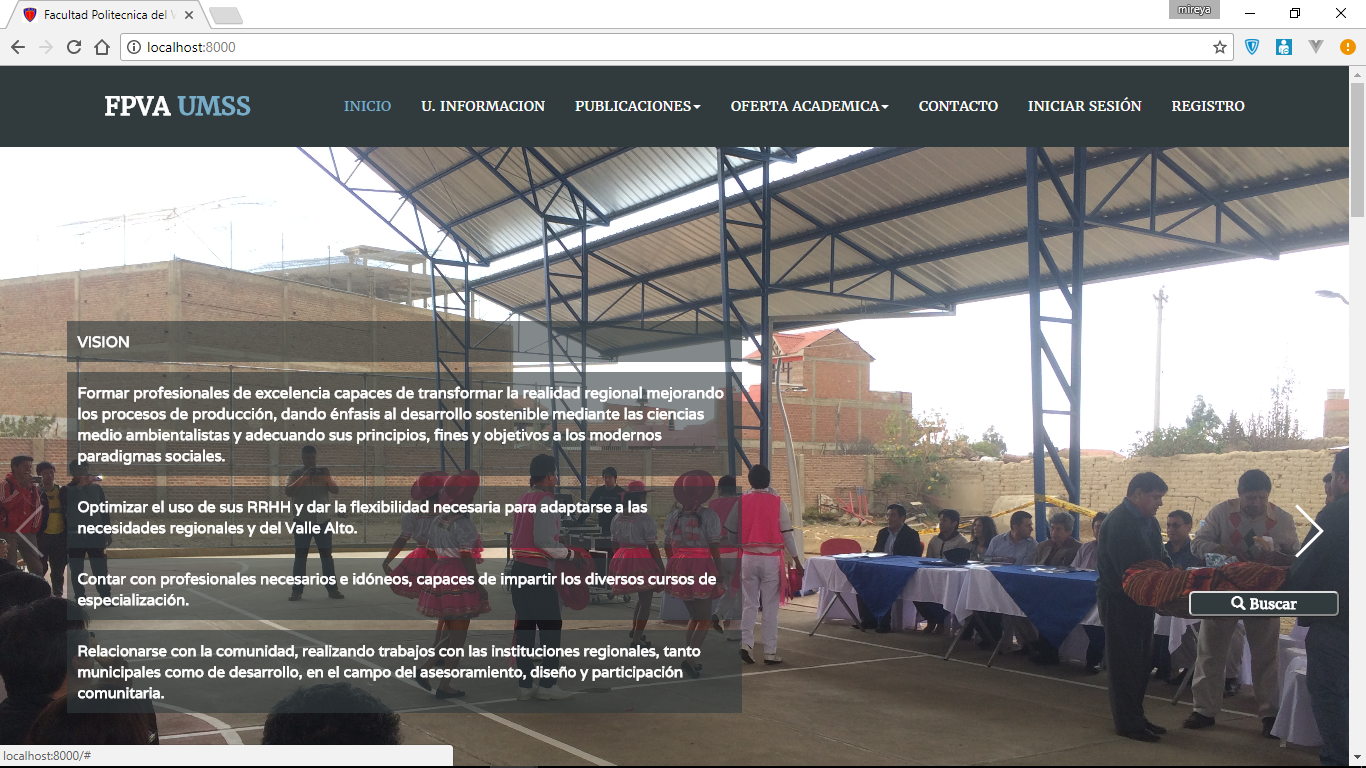 Facultad Politecnica del V
mireya
localhost:8000
FPVA UMSS
INICIO
U. INFORMACION
PUBLICACIONES
OFERTA ACADEMICA
CONTACTO
INICIAR SESIÓN
REGISTRO
VISION
Formar profesionales de excelencia capaces de transformar la realidad regional mejorando
los procesos de producción, dando énfasis al desarrollo sostenible mediante las ciencias
medio ambientalistas y adecuando sus principios, fines y objetivos a los modernos
paradigmas sociales.
Optimizar el uso de sus RRHH y dar la flexibilidad necesaria para adaptarse a las
necesidades regionales y del Valle Alto.
Contar con profesionales necesarios e idóneos, capaces de impartir los diversos cursos de
especialización.
Relacionarse con la comunidad, realizando trabajos con las instituciones regionales, tanto
municipales como de desarrollo, en el campo del asesoramiento, diseño y participación
comunitaria.
Buscar
localhost:8000/#